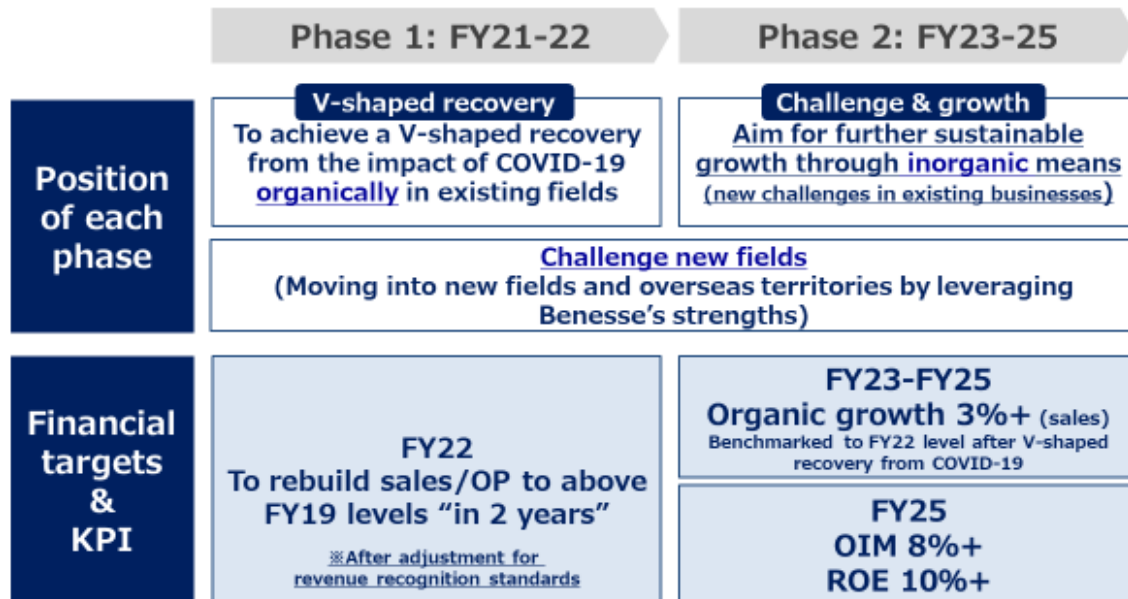 Phase 1: FY21-22
Phase 2: FY23-25
Position
of each
phase
V-shaped recovery
To achieve a V-shaped recovery
from the impact of COVID-19
organically in existing fields
Challenge & growth
Aim for further sustainable
growth through inorganic means
(new challenges in existing businesses)
Challenge new fields
(Moving into new fields and overseas territories by leveraging
Benesse's strengths)
Financial
targets
&
KPI
FY22
To rebuild sales/OP to above
FY19 levels “in 2 years”
※After adjustment for
revenue recognition standards
FY23-FY25
Organic growth 3%+ (sales)
Benchmarked to FY22 level after V-shaped
recovery from COVID-19
FY25
OIM 8%+
ROE 10%+